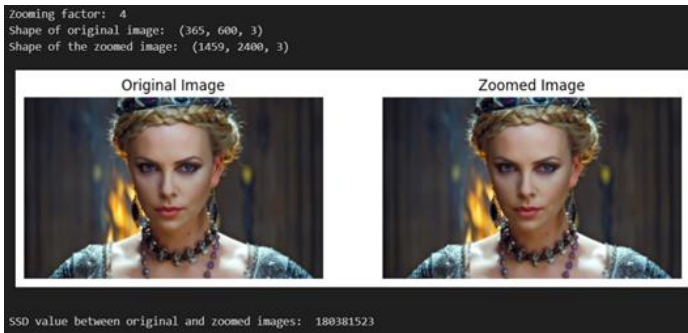 Zooming factor:  4
Shape of original image:  (365, 600, 3)
Shape of the zoomed image:  (1459, 2400, 3)
Original Image
Zoomed Image
SSD value between original and zoomed images:  180381523